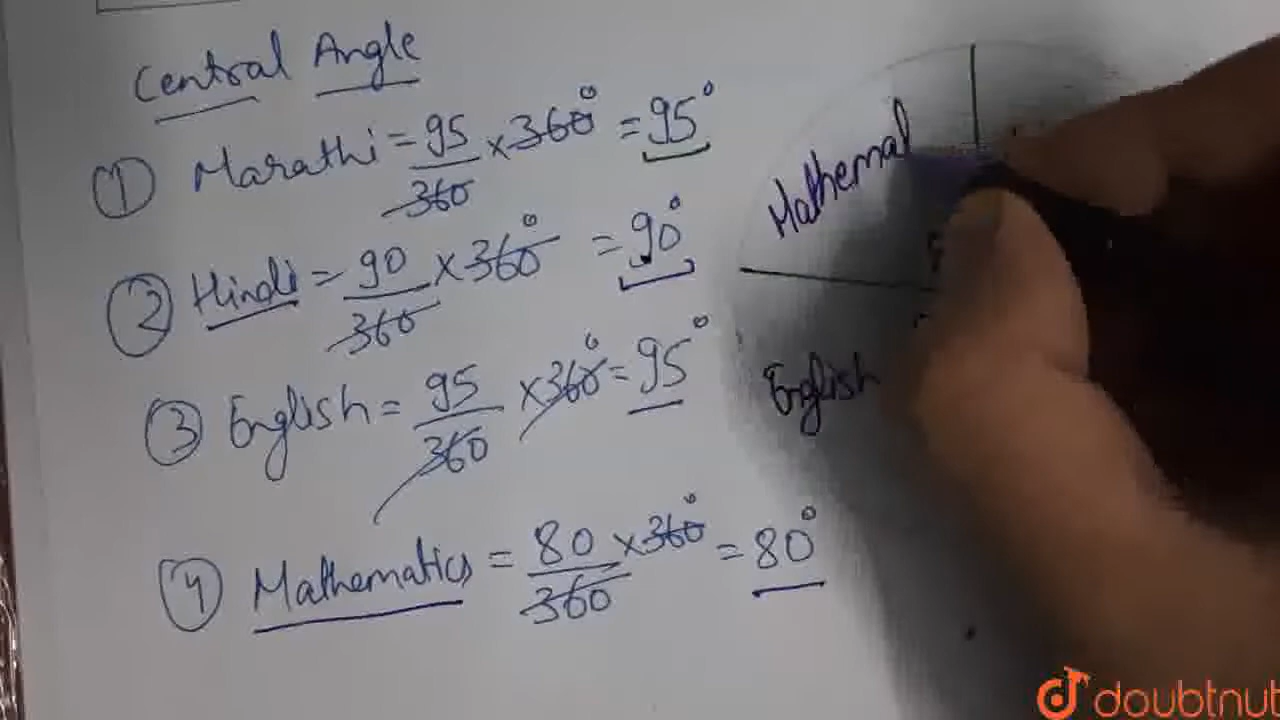 Central Angle
① Marathi = 95/360 × 360° = 95°
② Hindi = 90/360 × 360° = 90°
③ English = 95/360 × 360° = 95°
④ Mathematics = 80/360 × 360° = 80°
Mathemat
English
doubtnut